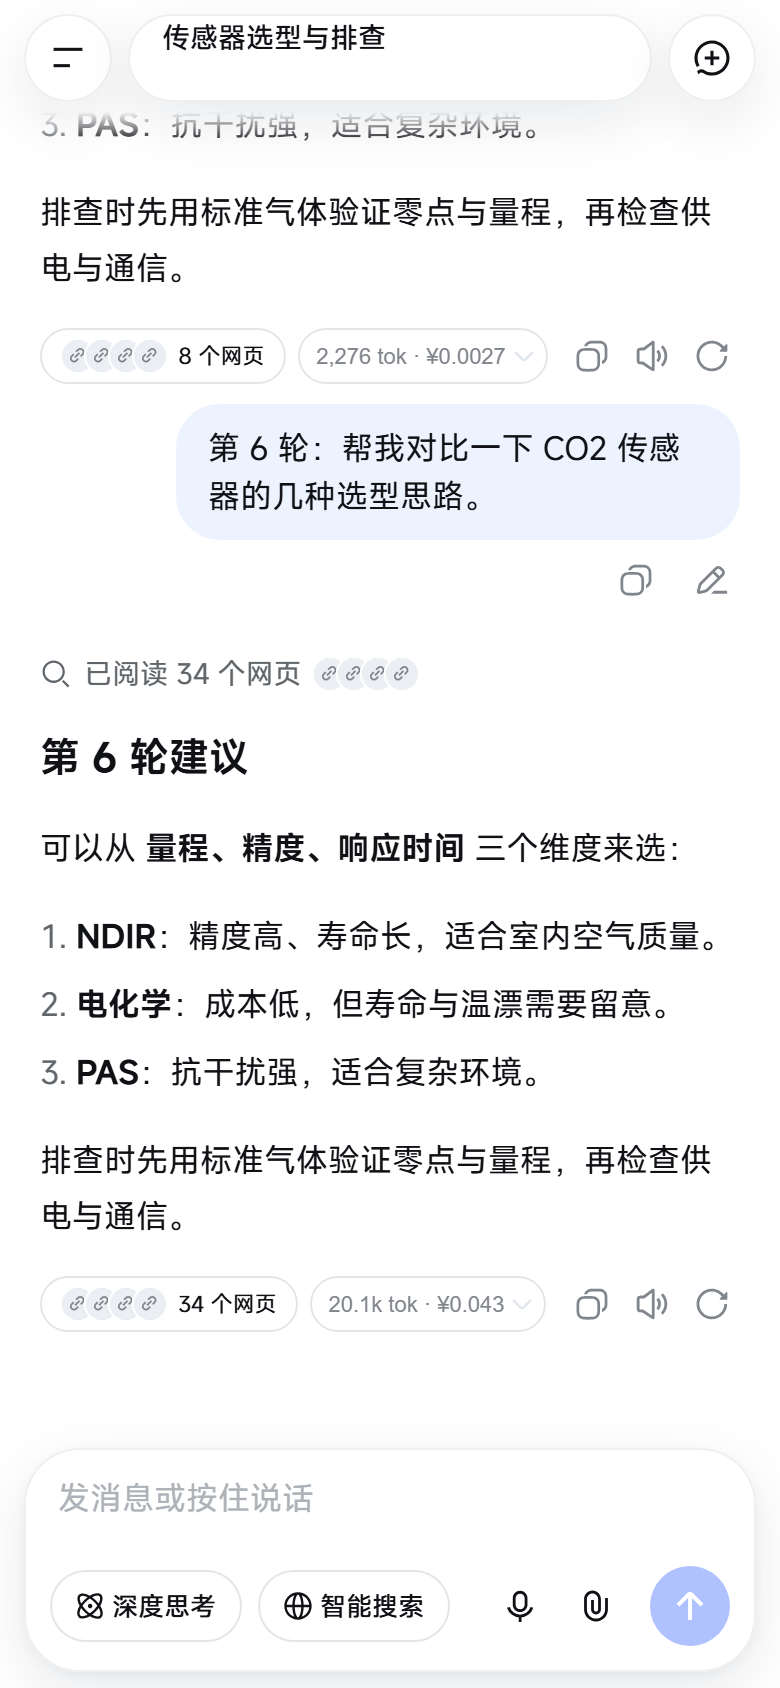 传感器选型与排查
3. PAS：抗干扰强，适合复杂环境。
排查时先用标准气体验证零点与量程，再检查供
电与通信。
8 个网页
2,276 tok · ¥0.0027
第 6 轮：帮我对比一下 CO2 传感
器的几种选型思路。
已阅读 34 个网页
第 6 轮建议
可以从 量程、精度、响应时间 三个维度来选：
1. NDIR：精度高、寿命长，适合室内空气质量。
2. 电化学：成本低，但寿命与温漂需要留意。
3. PAS：抗干扰强，适合复杂环境。
排查时先用标准气体验证零点与量程，再检查供
电与通信。
34 个网页
20.1k tok · ¥0.043
发消息或按住说话
深度思考
智能搜索